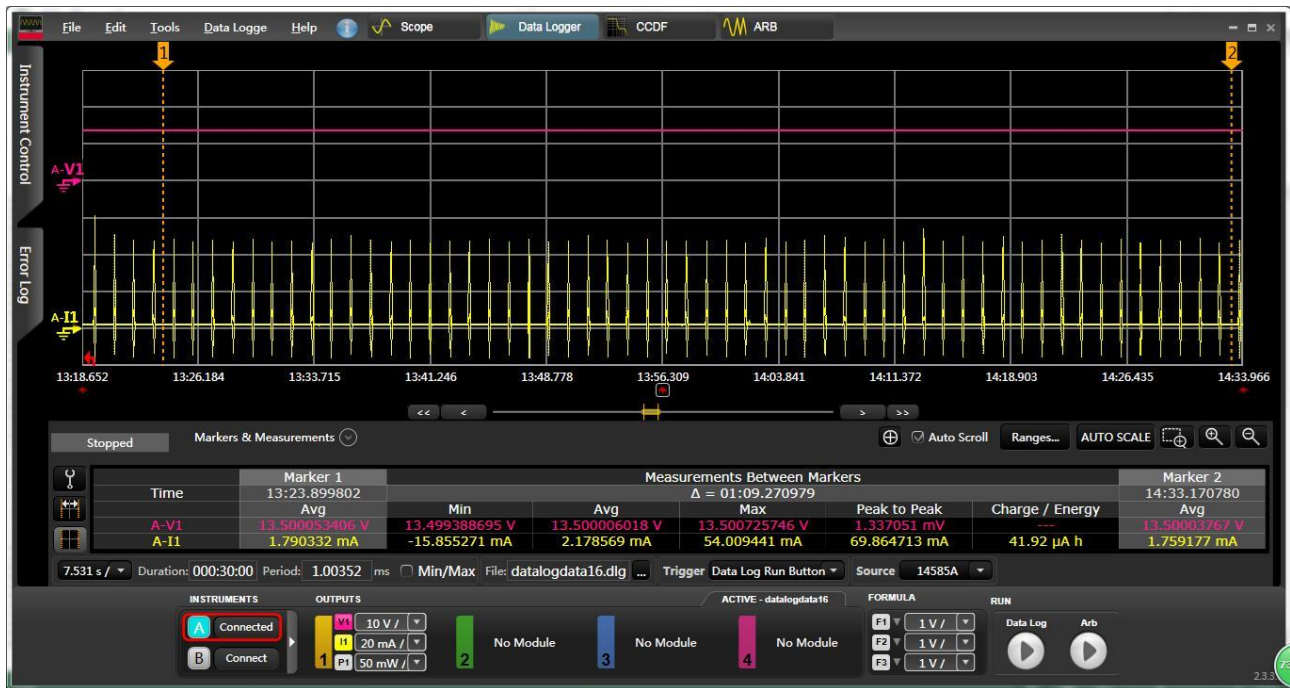 File Edit Tools Data Logge Help i Scope Data Logger CCDF ARB
1 2
Instrument Control
Error Log
A-V1
A-I1
13:18.652 13:26.184 13:33.715 13:41.246 13:48.778 13:56.309 14:03.841 14:11.372 14:18.903 14:26.435 14:33.966
<< < > >>
Stopped Markers & Measurements Auto Scroll Ranges... AUTO SCALE
Marker 1 Measurements Between Markers Marker 2
Time 13:23.899802 Δ = 01:09.270979 14:33.170780
Avg Min Avg Max Peak to Peak Charge / Energy Avg
A-V1 13.500053406 V 13.499388695 V 13.500006018 V 13.500725746 V 1.337051 mV --- 13.50003767 V
A-I1 1.790332 mA -15.855271 mA 2.178569 mA 54.009441 mA 69.864713 mA 41.92 µA h 1.759177 mA
7.531 s / Duration: 000:30:00 Period: 1.00352 ms Min/Max File: datalogdata16.dlg ... Trigger Data Log Run Button Source 14585A
INSTRUMENTS OUTPUTS ACTIVE - datalogdata16 FORMULA RUN
A Connected V1 10 V / F1 1 V / Data Log Arb
I1 20 mA / No Module No Module No Module F2 1 V /
B Connect 1 P1 50 mW / 2 3 4 F3 1 V /